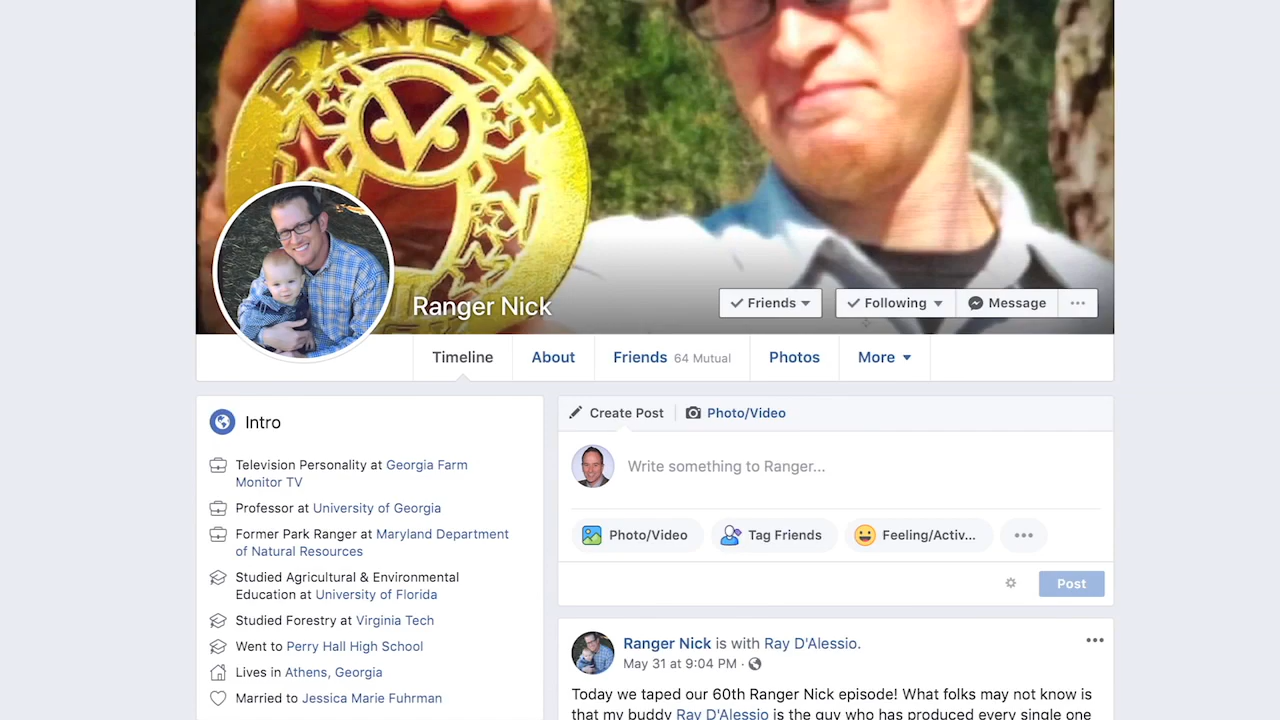 RANGER
Ranger Nick
Friends
Following
Message
Timeline
About
Friends 64 Mutual
Photos
More
Intro
Television Personality at Georgia Farm
Monitor TV
Professor at University of Georgia
Former Park Ranger at Maryland Department
of Natural Resources
Studied Agricultural & Environmental
Education at University of Florida
Studied Forestry at Virginia Tech
Went to Perry Hall High School
Lives in Athens, Georgia
Married to Jessica Marie Fuhrman
Create Post
Photo/Video
Write something to Ranger...
Photo/Video
Tag Friends
Feeling/Activ...
Post
Ranger Nick is with Ray D'Alessio.
May 31 at 9:04 PM ·
Today we taped our 60th Ranger Nick episode! What folks may not know is
that my buddy Ray D'Alessio is the guy who has produced every single one